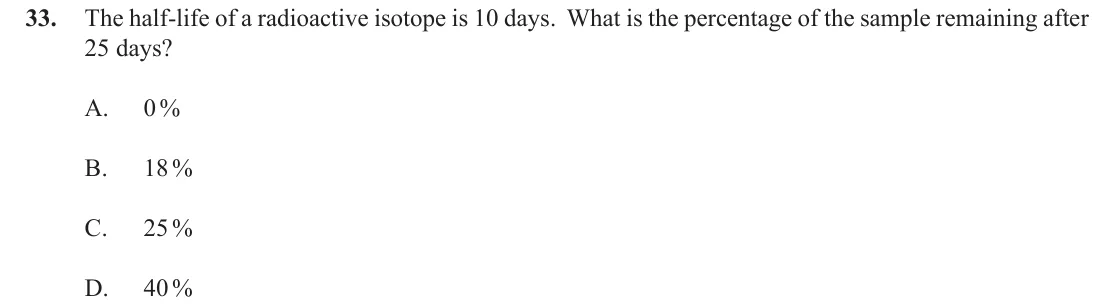 33. The half-life of a radioactive isotope is 10 days. What is the percentage of the sample remaining after
25 days?
A. 0%
B. 18%
C. 25%
D. 40%